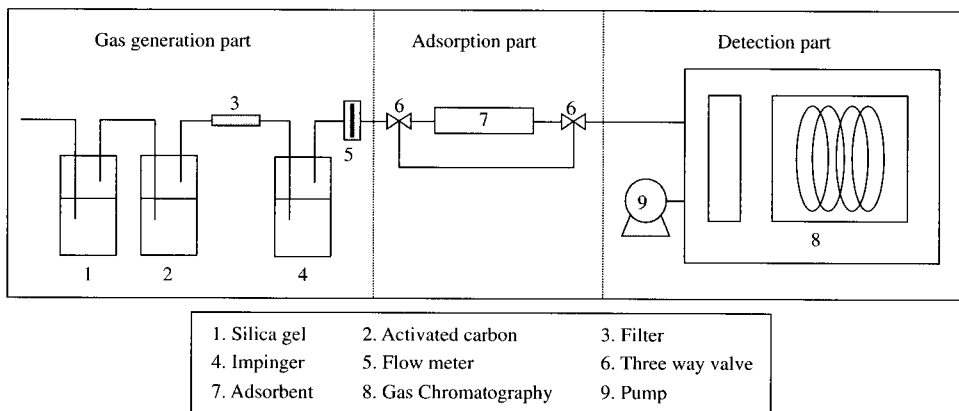 Gas generation part
Adsorption part
Detection part
3
6
6
7
5
9
1
2
4
8
1. Silica gel 2. Activated carbon 3. Filter
4. Impinger 5. Flow meter 6. Three way valve
7. Adsorbent 8. Gas Chromatography 9. Pump